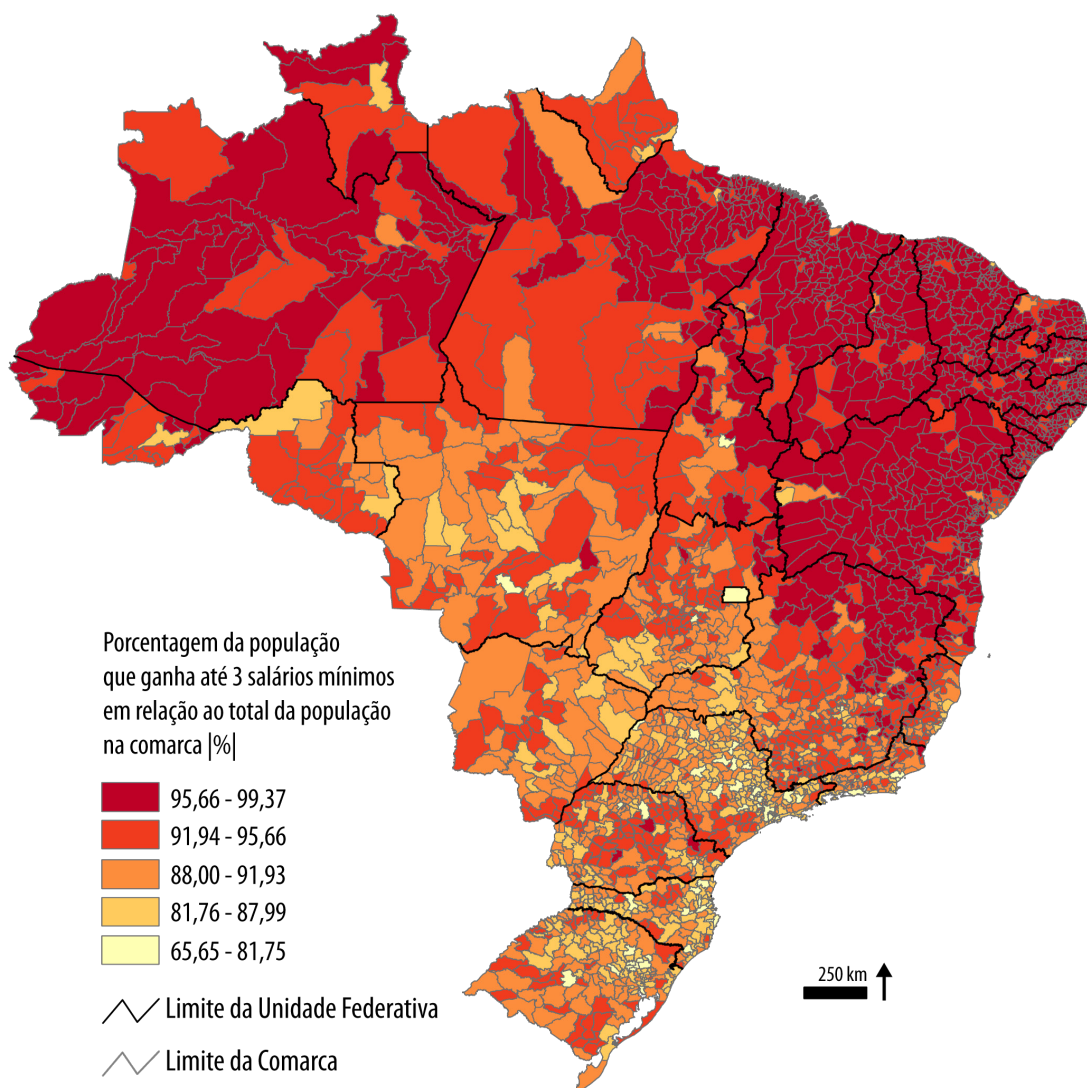 Porcentagem da população
que ganha até 3 salários mínimos
em relação ao total da população
na comarca |%|
95,66 - 99,37
91,94 - 95,66
88,00 - 91,93
81,76 - 87,99
65,65 - 81,75
Limite da Unidade Federativa
Limite da Comarca
250 km